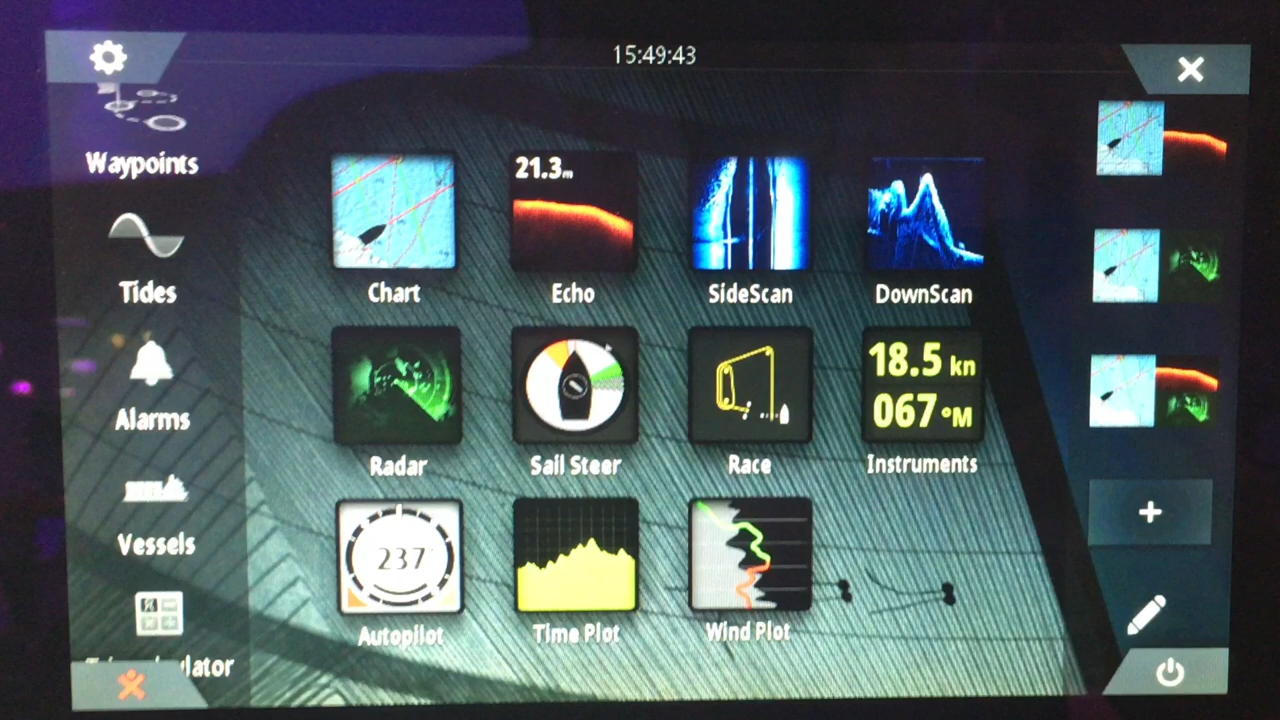 15:49:43
Waypoints
Tides
Alarms
Vessels
21.3m
Chart
Echo
SideScan
DownScan
18.5 kn
067 °M
Radar
Sail Steer
Race
Instruments
237
Autopilot
Time Plot
Wind Plot